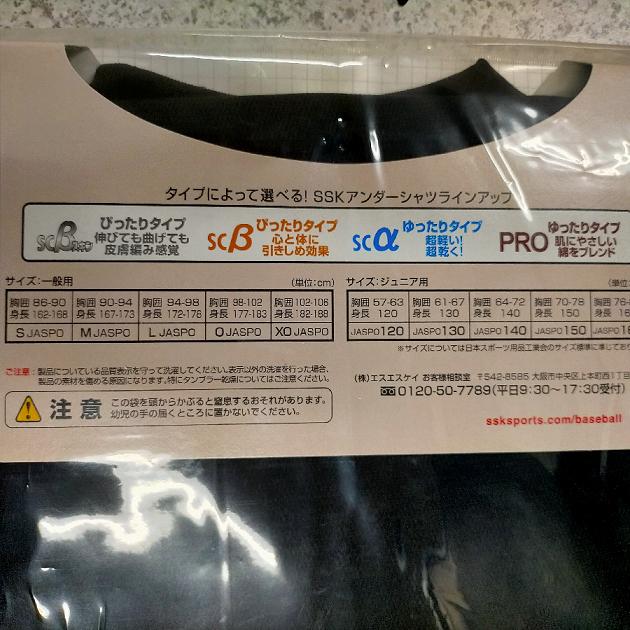 タイプによって選べる! SSKアンダーシャツラインアップ
SCβ
ぴったりタイプ
伸びても曲げても
皮膚編み感覚
SCβ
ぴったりタイプ
心と体に
引きしめ効果
SCα
ゆったりタイプ
超軽い!
超乾く!
PRO
ゆったりタイプ
肌にやさしい
綿をブレンド
サイズ:一般用 (単位:cm)
胸囲 86-90 胸囲 90-94 胸囲 94-98 胸囲 98-102 胸囲 102-106
身長 162-168 身長 167-173 身長 172-178 身長 177-183 身長 182-188
S JASPO M JASPO L JASPO O JASPO XO JASPO
サイズ:ジュニア用 (単位
胸囲 57-63 胸囲 61-67 胸囲 64-72 胸囲 70-78 胸囲 76-
身長 120 身長 130 身長 140 身長 150 身長
JASPO120 JASPO130 JASPO140 JASPO150 JASPO
※サイズについては日本スポーツ用品工業会のサイズ標準に準じてお
ご注意:製品についている品質表示を守って洗濯してください。表示以外の洗濯を行った場合、
製品の素材を傷める原因になります。特にタンブラー乾燥についてはご注意ください。
注意
この袋を頭からかぶると窒息するおそれがあります。
幼児の手の届くところに置かないでください。
(株)エスエスケイ お客様相談室 〒542-8585 大阪市中央区上本町西1丁目
0120-50-7789(平日9:30〜17:30受付)
ssksports.com/baseball